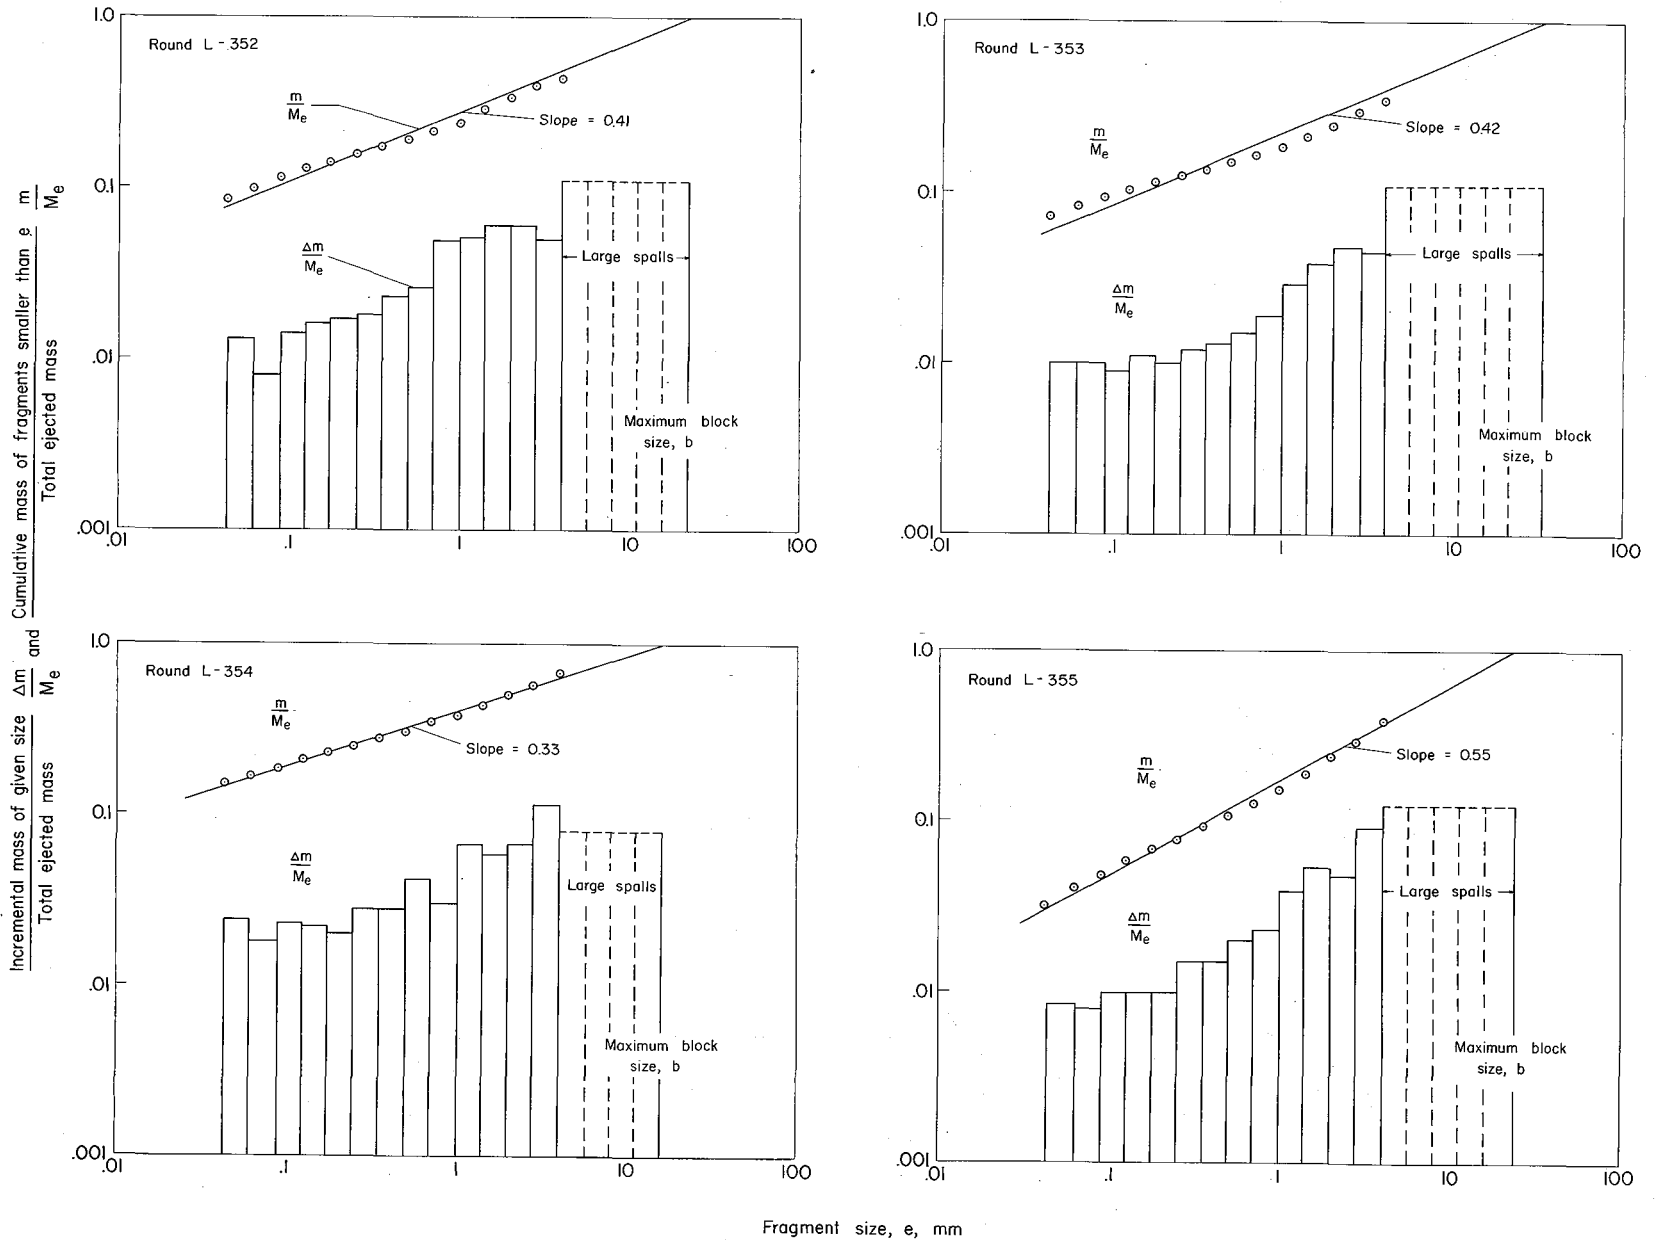 Incremental mass of given size Δm and Cumulative mass of fragments smaller than e m
Total ejected mass Me Total ejected mass Me
1.0
Round L-352
m
Me
Slope = 0.41
0.1
Δm
Me
Large spalls
.01
Maximum block
size, b
.001
.01 .1 1 10 100
1.0
Round L-353
m
Me
Slope = 0.42
0.1
Δm
Me
Large spalls
.01
Maximum block
size, b
.001
.01 .1 1 10 100
1.0
Round L-354
m
Me
Slope = 0.33
0.1
Δm
Me
Large spalls
.01
Maximum block
size, b
.001
.01 .1 1 10 100
1.0
Round L-355
m
Me
Slope = 0.55
0.1
Δm
Me
Large spalls
.01
Maximum block
size, b
.001
.01 .1 1 10 100
Fragment size, e, mm